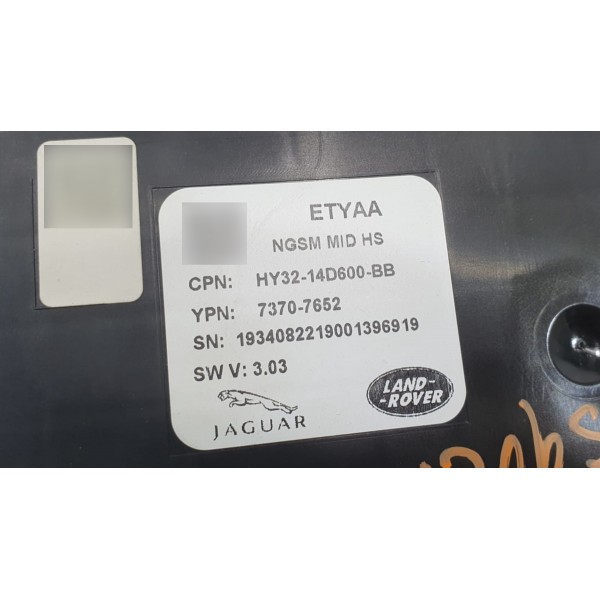 ETYAA
NGSM MID HS
CPN: HY32-14D600-BB
YPN: 7370-7652
SN: 1934082219001396919
SW V: 3.03
JAGUAR
LAND-
-ROVER